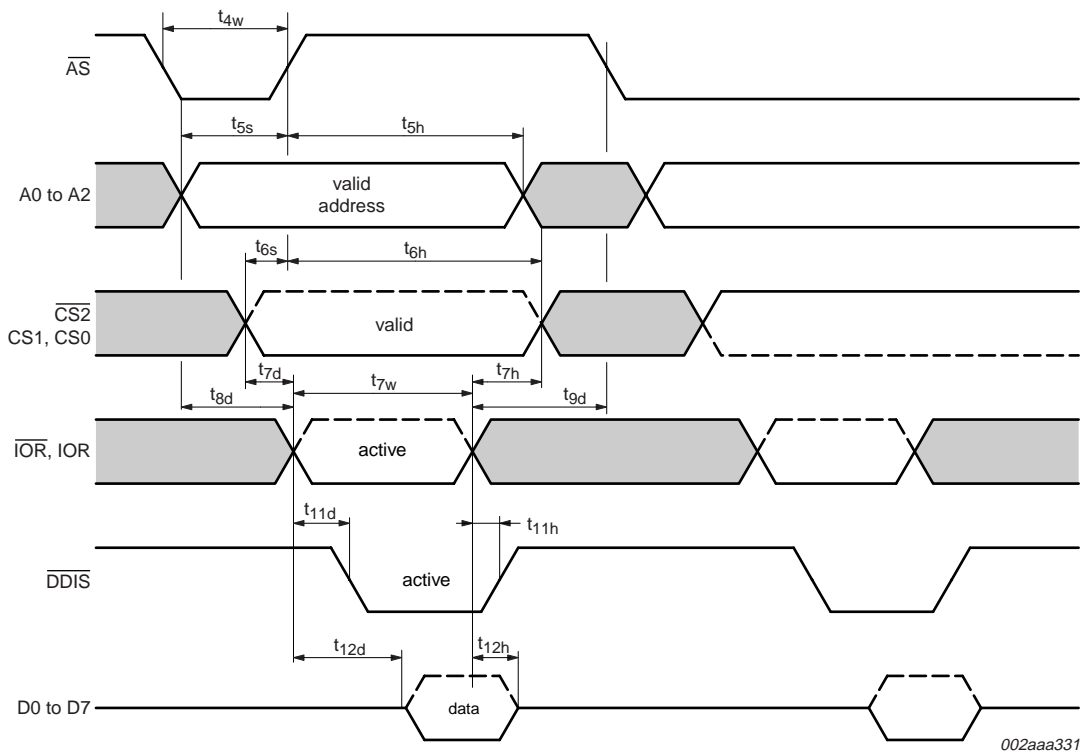 t4w
AS
t5s
t5h
A0 to A2
valid
address
t6s
t6h
CS2
CS1, CS0
valid
t7d
t7w
t7h
t8d
t9d
IOR, IOR
active
t11d
t11h
DDIS
active
t12d
t12h
D0 to D7
data
002aaa331